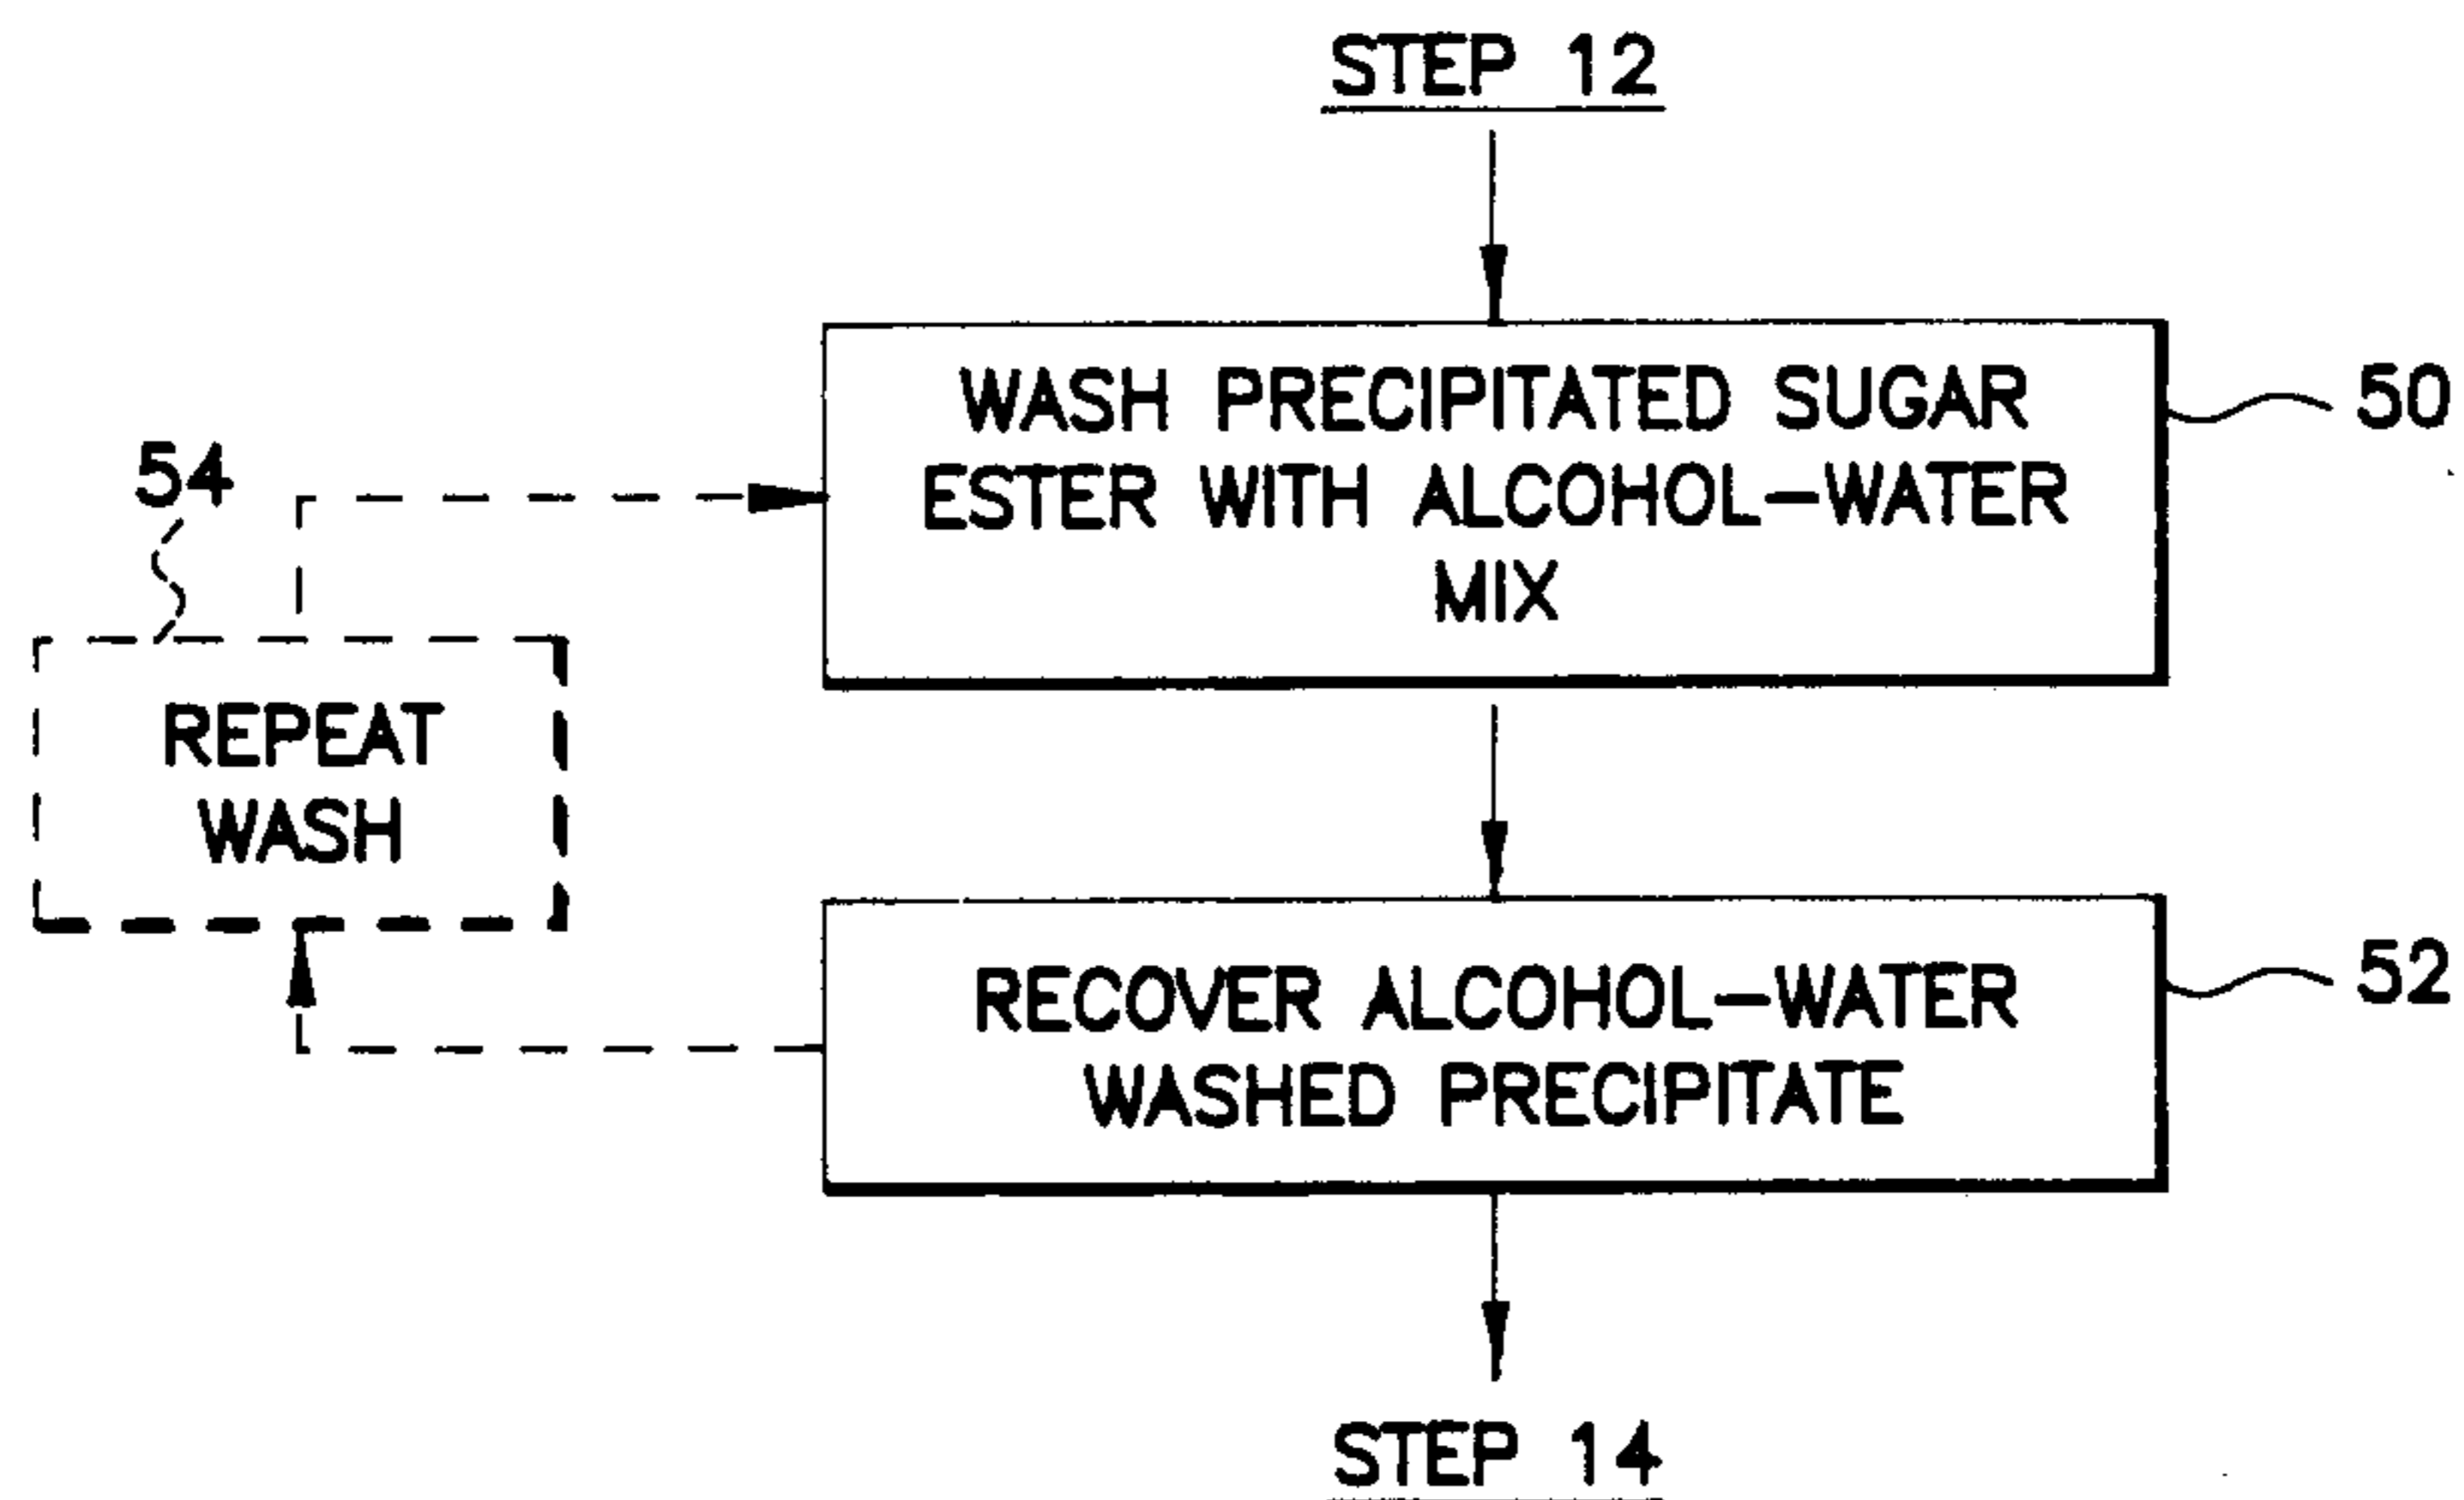 STEP 12
WASH PRECIPITATED SUGAR
ESTER WITH ALCOHOL-WATER
MIX
50
54
REPEAT
WASH
RECOVER ALCOHOL-WATER
WASHED PRECIPITATE
52
STEP 14